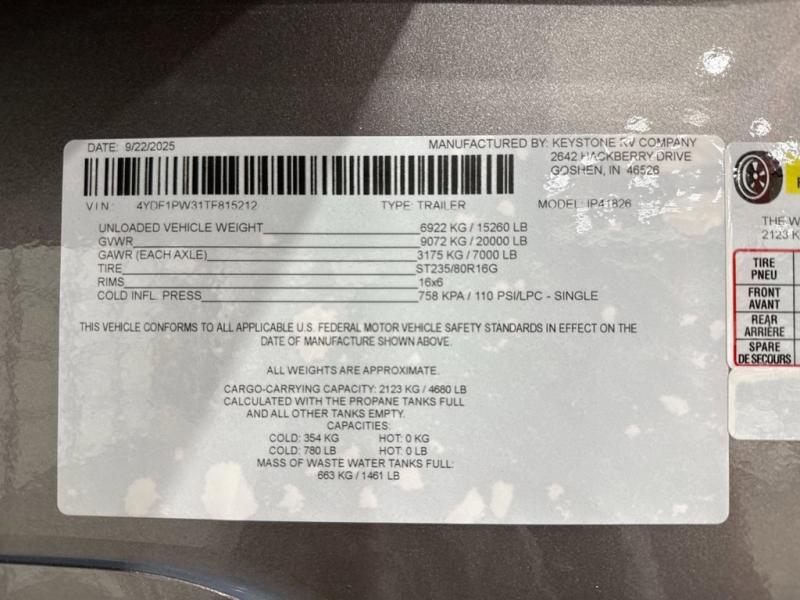 DATE: 9/22/2025
MANUFACTURED BY: KEYSTONE RV COMPANY
2642 HACKBERRY DRIVE
GOSHEN, IN 46526
VIN: 4YDF1PW31TF815212 TYPE: TRAILER MODEL: IP41826
UNLOADED VEHICLE WEIGHT 6922 KG / 15260 LB
GVWR 9072 KG / 20000 LB
GAWR (EACH AXLE) 3175 KG / 7000 LB
TIRE ST235/80R16G
RIMS 16x6
COLD INFL. PRESS 758 KPA / 110 PSI/LPC - SINGLE
THIS VEHICLE CONFORMS TO ALL APPLICABLE U.S. FEDERAL MOTOR VEHICLE SAFETY STANDARDS IN EFFECT ON THE
DATE OF MANUFACTURE SHOWN ABOVE.
ALL WEIGHTS ARE APPROXIMATE.
CARGO-CARRYING CAPACITY: 2123 KG / 4680 LB
CALCULATED WITH THE PROPANE TANKS FULL
AND ALL OTHER TANKS EMPTY.
CAPACITIES:
COLD: 354 KG HOT: 0 KG
COLD: 780 LB HOT: 0 LB
MASS OF WASTE WATER TANKS FULL:
663 KG / 1461 LB
THE W
2123 K
TIRE
PNEU
FRONT
AVANT
REAR
ARRIÈRE
SPARE
DE SECOURS